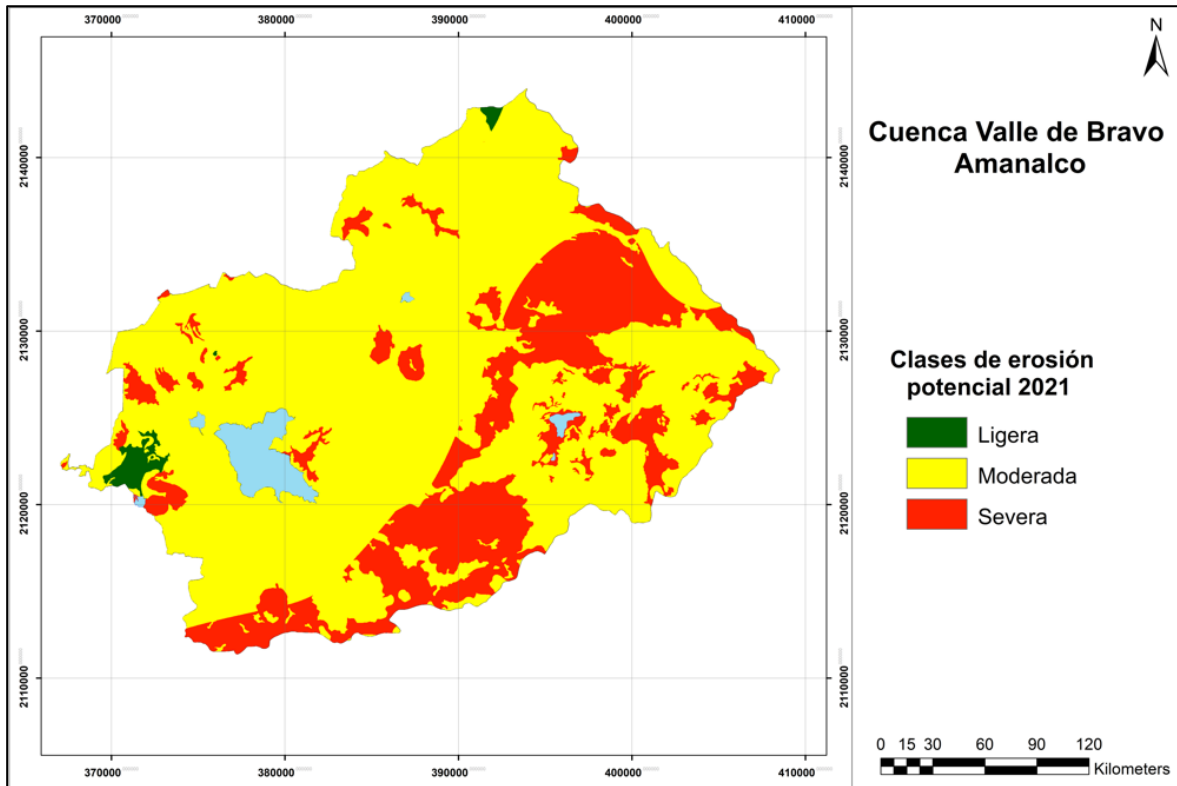 370000 380000 390000 400000 410000
N
Cuenca Valle de Bravo
Amanalco
2140000 2140000
2130000 2130000
Clases de erosión
potencial 2021
Ligera
Moderada
Severa
2120000 2120000
2110000 2110000
0 15 30 60 90 120
Kilometers
370000 380000 390000 400000 410000